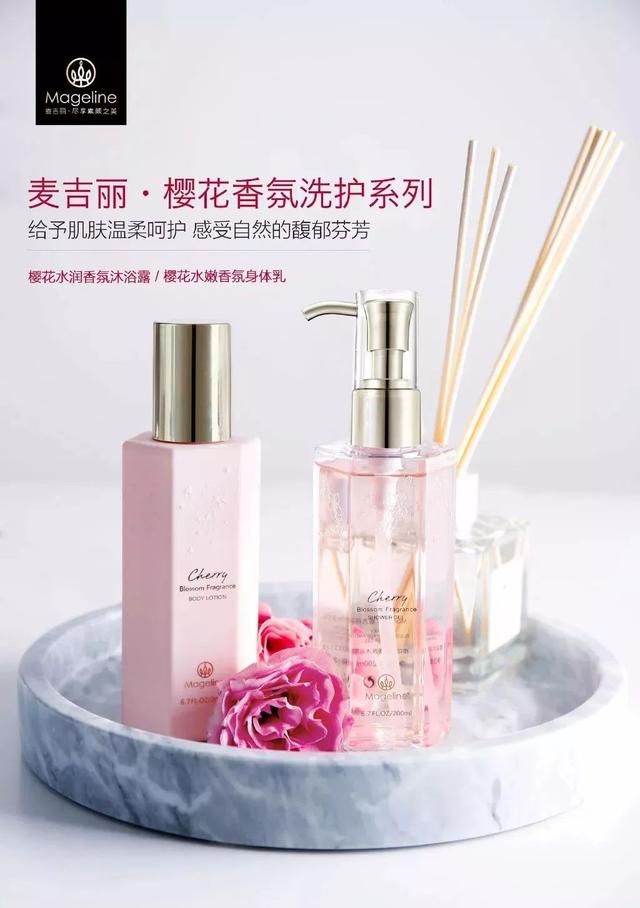 Mageline
麦吉丽·尽享素颜之美
麦吉丽·樱花香氛洗护系列
给予肌肤温柔呵护 感受自然的馥郁芬芳
樱花水润香氛沐浴露 / 樱花水嫩香氛身体乳
Cherry
Blossom Fragrance
BODY LOTION
Mageline
6.7FL.OZ/20
Cherry
Blossom Fragrance
SHOWER GEL
Mageline
6.7FL.OZ/200ml